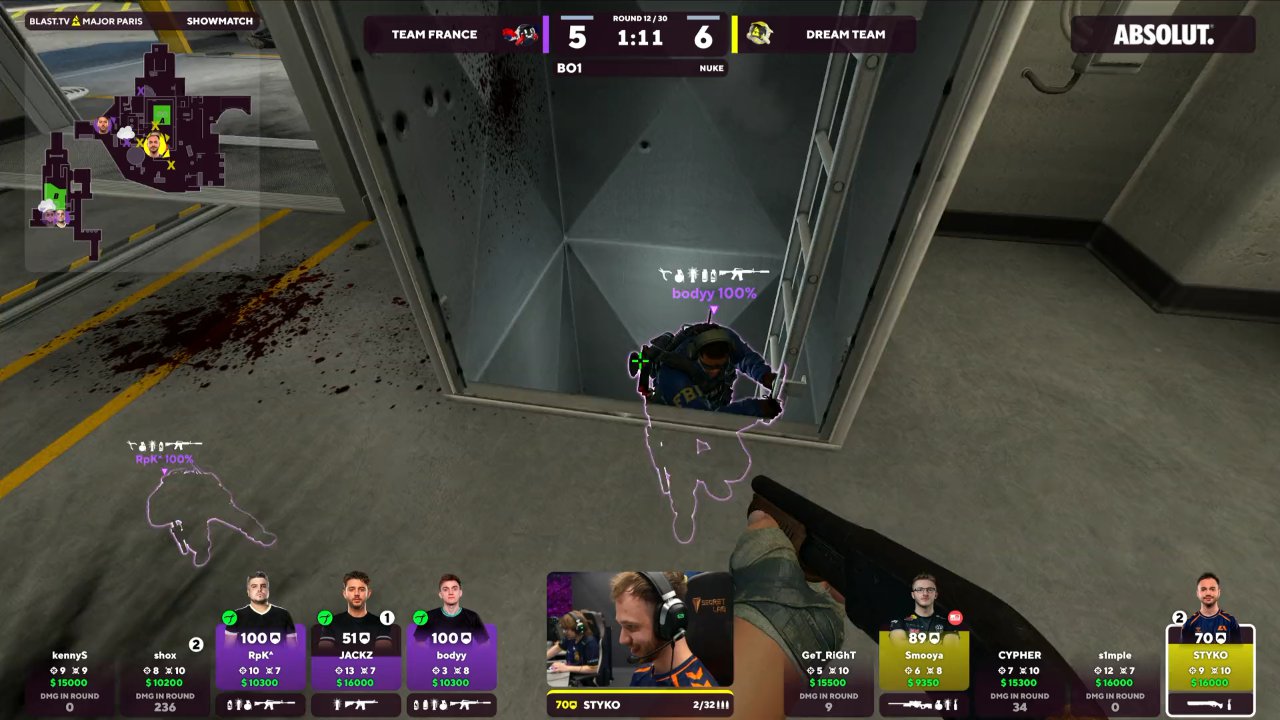 BLAST.TV MAJOR PARIS SHOWMATCH
TEAM FRANCE 5 ROUND 12 / 30 1:11 6 DREAM TEAM
BO1 NUKE
ABSOLUT.
bodyy 100%
FBI
RpK^ 100%
SECRET LAB
kennyS
9 9
$15000
DMG IN ROUND
0
2
shox
8 10
$10200
DMG IN ROUND
236
100
RpK^
10 7
$10300
1
51
JACKZ
13 7
$16000
100
bodyy
3 8
$10300
70 STYKO 2/32
GeT_RiGhT
5 10
$15500
DMG IN ROUND
9
89
Smooya
6 8
$9350
CYPHER
7 10
$15300
DMG IN ROUND
34
s1mple
12 7
$16000
DMG IN ROUND
0
2
70
STYKO
9 10
$16000